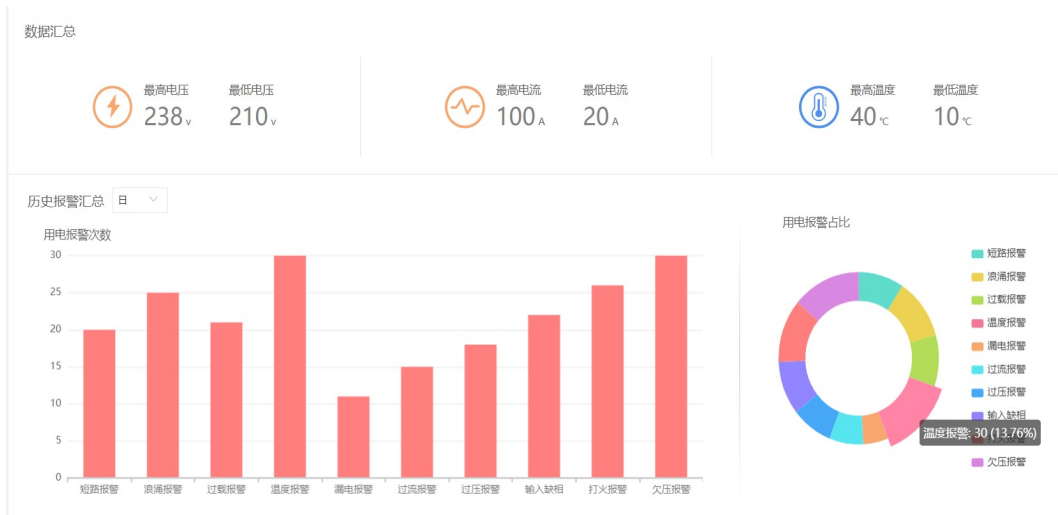 数据汇总
最高电压 最低电压 最高电流 最低电流 最高温度 最低温度
238 v 210 v 100 A 20 A 40 ℃ 10 ℃
历史报警汇总 日
用电报警次数
30
25
20
15
10
5
0
短路报警 浪涌报警 过载报警 温度报警 漏电报警 过流报警 过压报警 输入缺相 打火报警 欠压报警
用电报警占比
短路报警
浪涌报警
过载报警
温度报警
漏电报警
过流报警
过压报警
输入缺相
温度报警: 30 (13.76%)
欠压报警